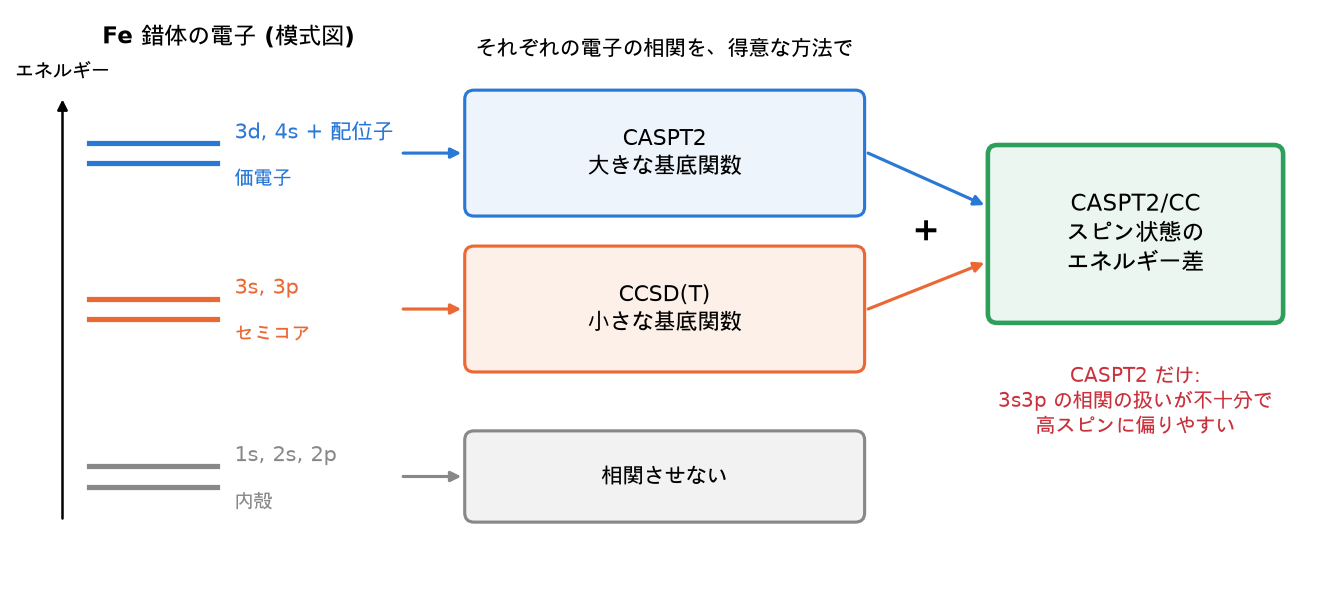 Fe 錯体の電子 (模式図)
エネルギー
それぞれの電子の相関を、得意な方法で
3d, 4s + 配位子
価電子
CASPT2
大きな基底関数
3s, 3p
セミコア
CCSD(T)
小さな基底関数
1s, 2s, 2p
内殻
相関させない
+
CASPT2/CC
スピン状態の
エネルギー差
CASPT2 だけ:
3s3p の相関の扱いが不十分で
高スピンに偏りやすい